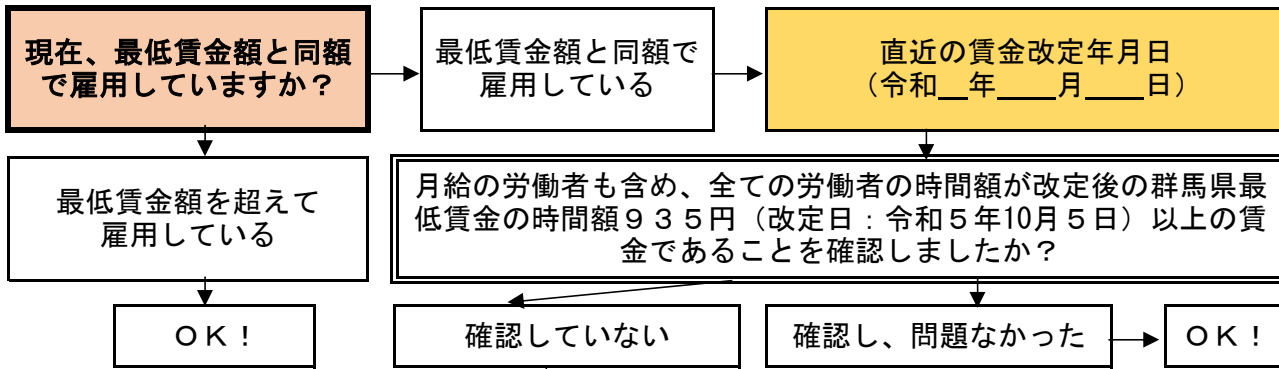 現在、最低賃金額と同額
で雇用していますか？
最低賃金額と同額で
雇用している
直近の賃金改定年月日
（令和__年____月____日）
最低賃金額を超えて
雇用している
月給の労働者も含め、全ての労働者の時間額が改定後の群馬県最
低賃金の時間額９３５円（改定日：令和５年10月５日）以上の賃
金であることを確認しましたか？
ＯＫ！
確認していない
確認し、問題なかった
ＯＫ！